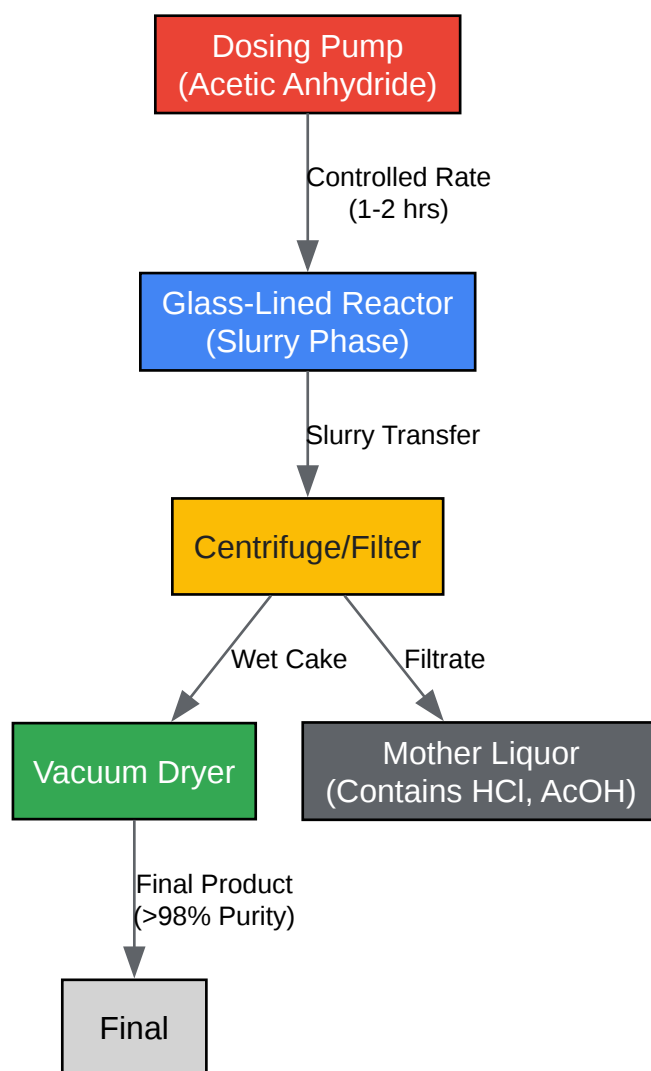 Dosing Pump
(Acetic Anhydride)
Controlled Rate
(1-2 hrs)
Glass-Lined Reactor
(Slurry Phase)
Slurry Transfer
Centrifuge/Filter
Wet Cake
Filtrate
Vacuum Dryer
Mother Liquor
(Contains HCl, AcOH)
Final Product
(>98% Purity)
Final